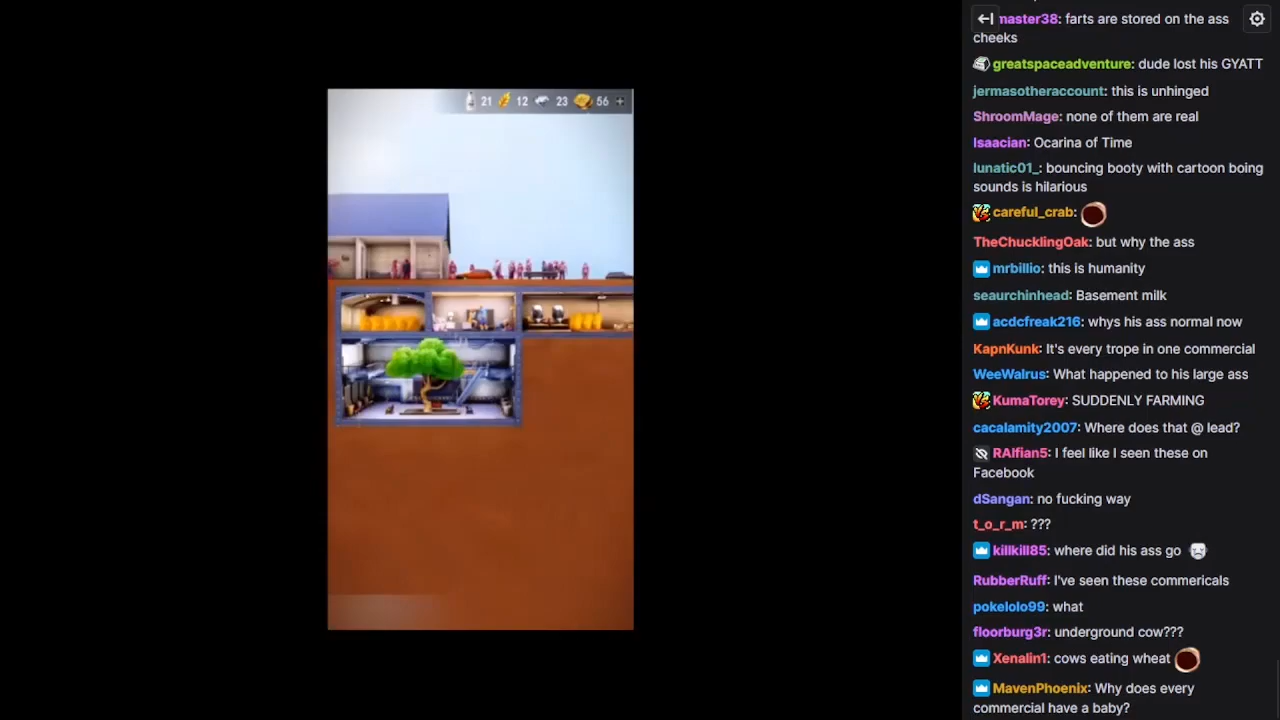 21 12 23 56 +
master38: farts are stored on the ass
cheeks
greatspaceadventure: dude lost his GYATT
jermasotheraccount: this is unhinged
ShroomMage: none of them are real
Isaacian: Ocarina of Time
lunatic01_: bouncing booty with cartoon boing
sounds is hilarious
careful_crab:
TheChucklingOak: but why the ass
mrbillio: this is humanity
seaurchinhead: Basement milk
acdcfreak216: whys his ass normal now
KapnKunk: It's every trope in one commercial
WeeWalrus: What happened to his large ass
KumaTorey: SUDDENLY FARMING
cacalamity2007: Where does that @ lead?
RAlfian5: I feel like I seen these on
Facebook
dSangan: no fucking way
t_o_r_m: ???
killkill85: where did his ass go
RubberRuff: I've seen these commericals
pokelolo99: what
floorburg3r: underground cow???
Xenalin1: cows eating wheat
MavenPhoenix: Why does every
commercial have a baby?